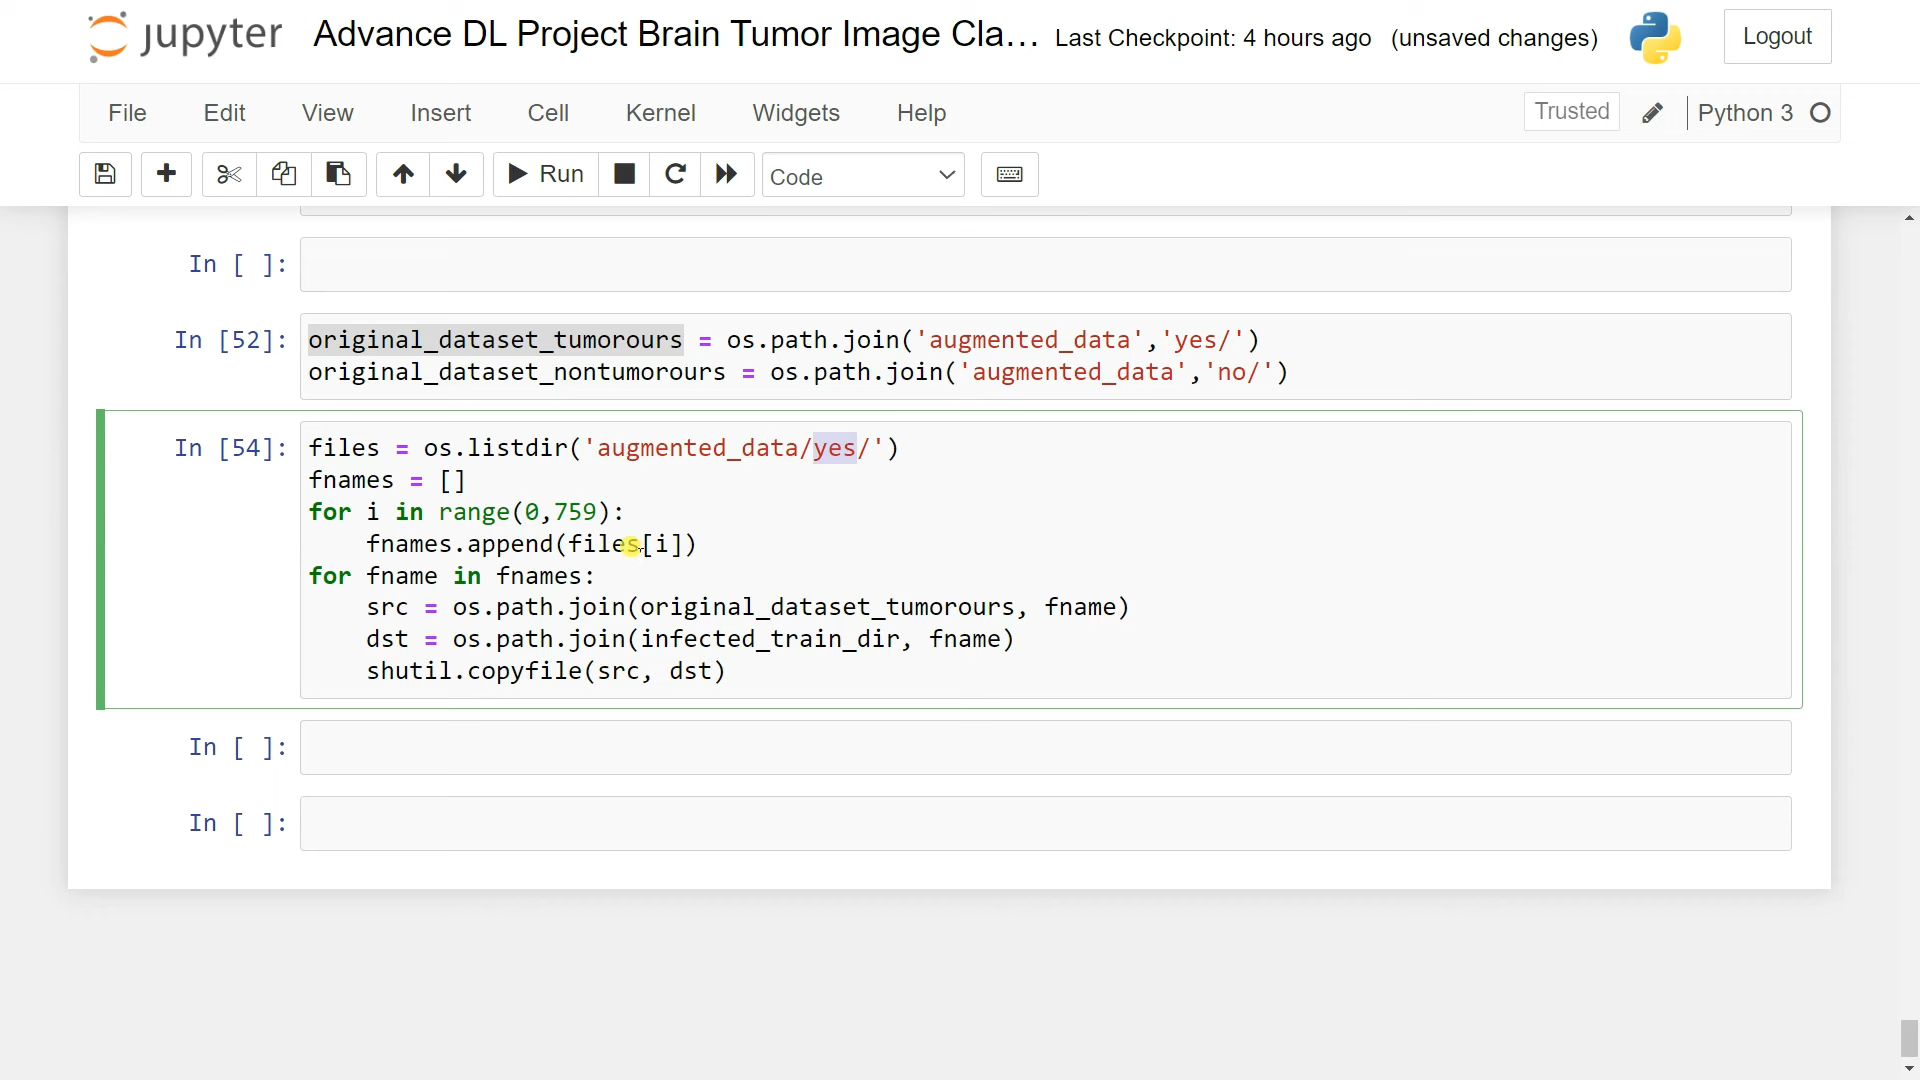 jupyter Advance DL Project Brain Tumor Image Cla... Last Checkpoint: 4 hours ago (unsaved changes) Logout
File Edit View Insert Cell Kernel Widgets Help Trusted Python 3
Run Code
In [ ]:
In [52]: original_dataset_tumorours = os.path.join('augmented_data','yes/')
original_dataset_nontumorours = os.path.join('augmented_data','no/')
In [54]: files = os.listdir('augmented_data/yes/')
fnames = []
for i in range(0,759):
    fnames.append(files[i])
for fname in fnames:
    src = os.path.join(original_dataset_tumorours, fname)
    dst = os.path.join(infected_train_dir, fname)
    shutil.copyfile(src, dst)
In [ ]:
In [ ]: